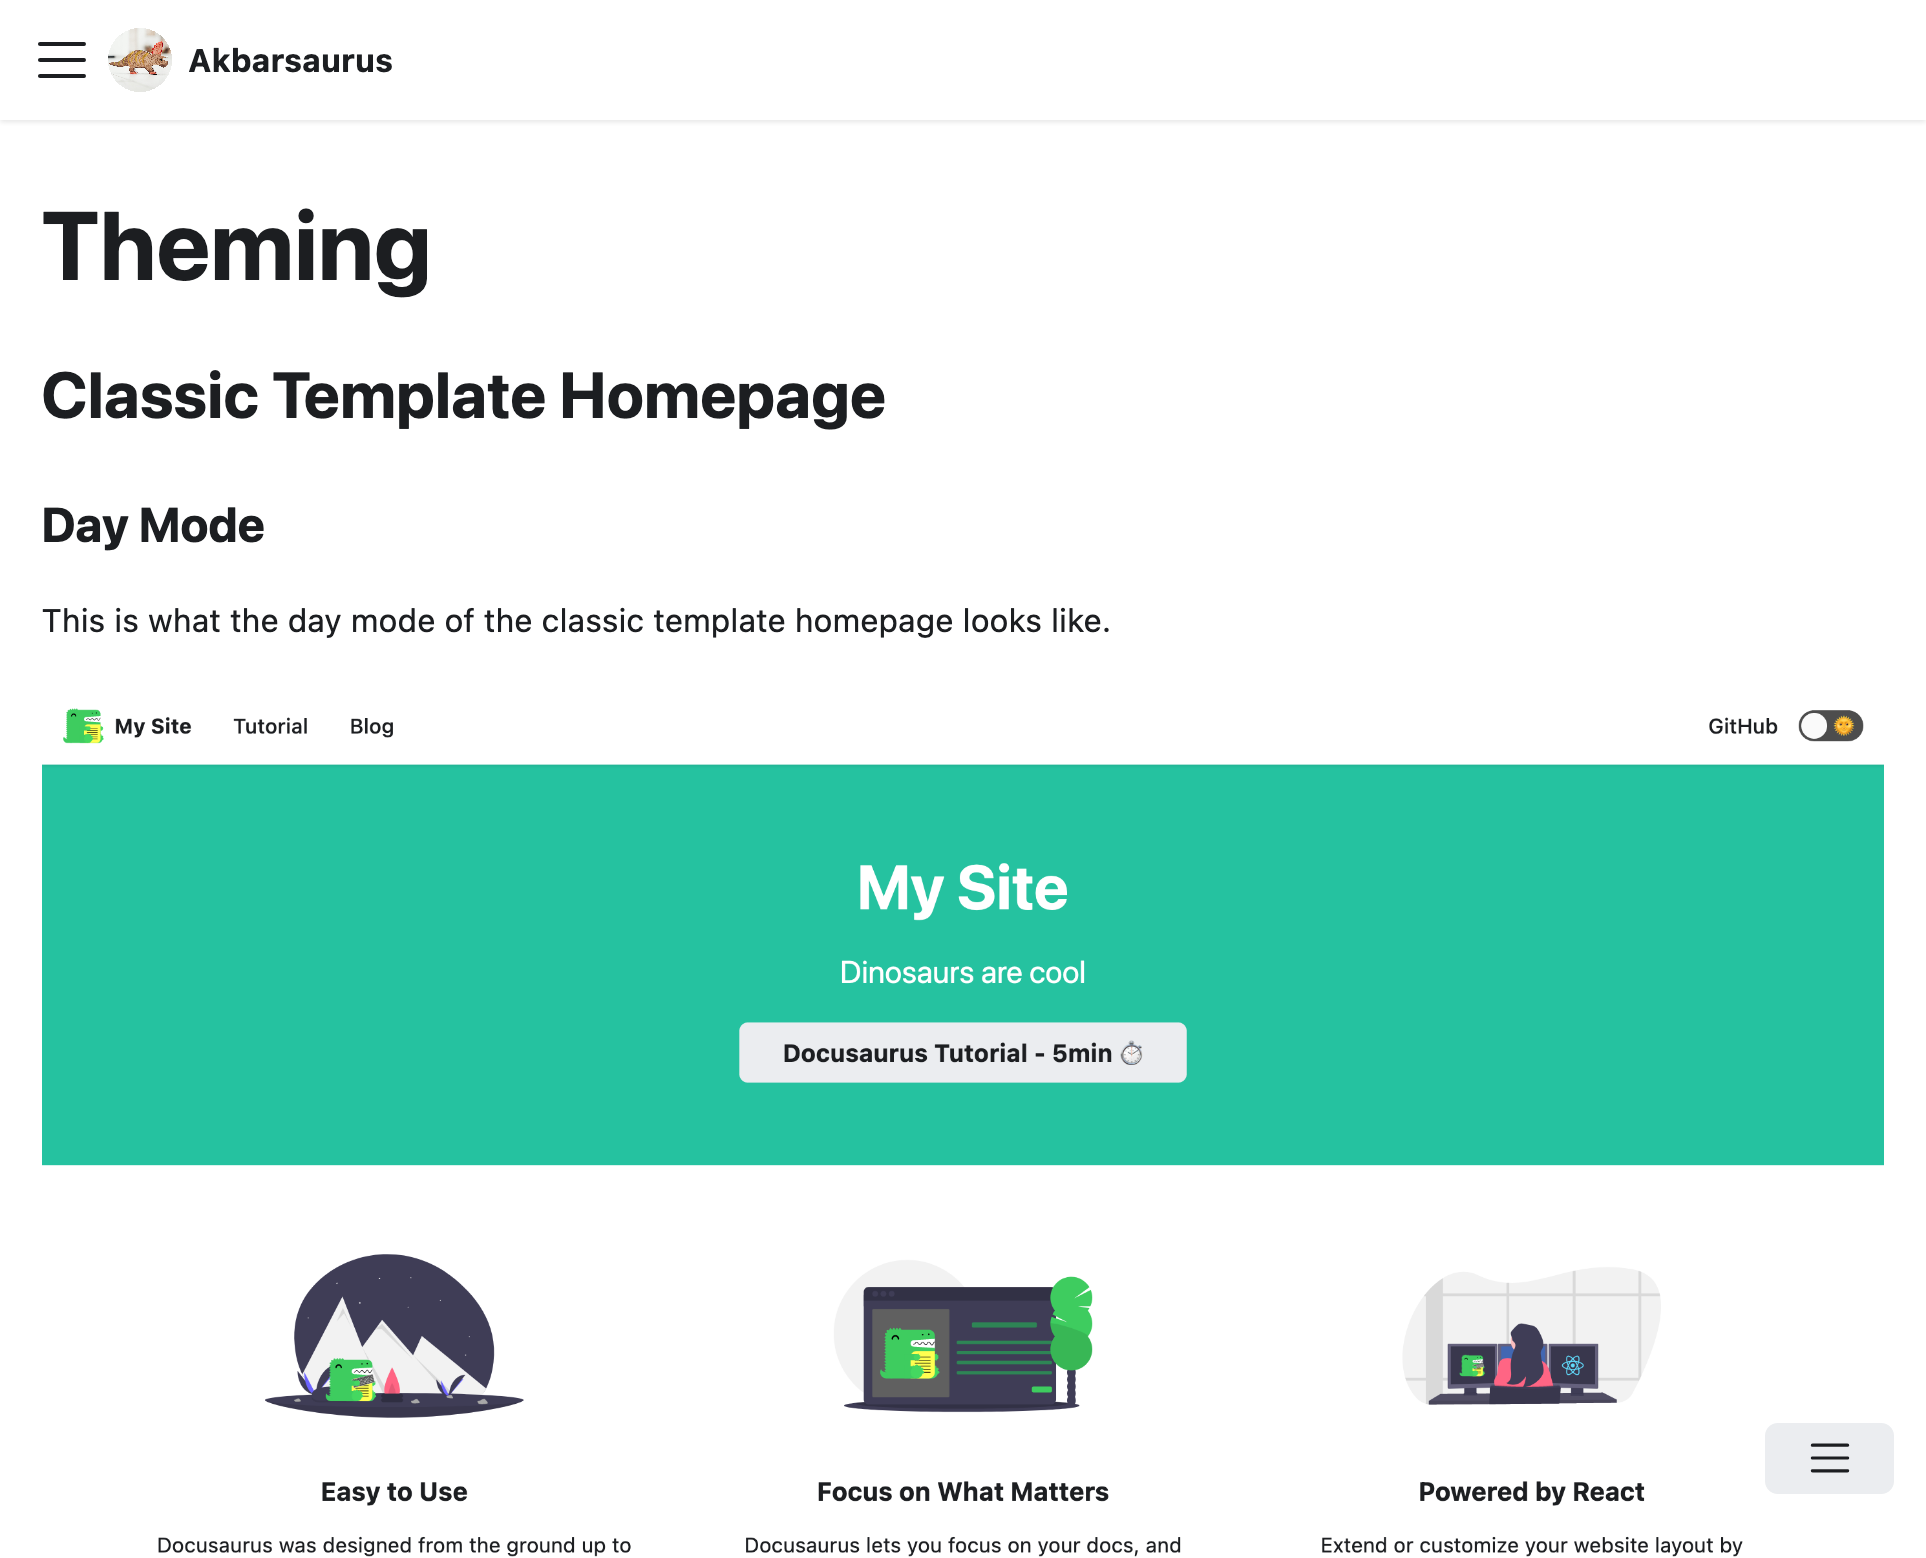 Akbarsaurus
Theming
Classic Template Homepage
Day Mode
This is what the day mode of the classic template homepage looks like.
My Site Tutorial Blog GitHub
My Site
Dinosaurs are cool
Docusaurus Tutorial - 5min ⏱️
Easy to Use
Docusaurus was designed from the ground up to
Focus on What Matters
Docusaurus lets you focus on your docs, and
Powered by React
Extend or customize your website layout by